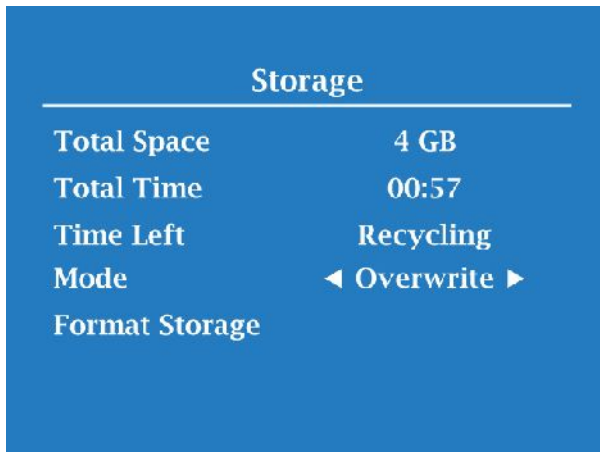 Storage
Total Space 4 GB
Total Time 00:57
Time Left Recycling
Mode ◀ Overwrite ▶
Format Storage